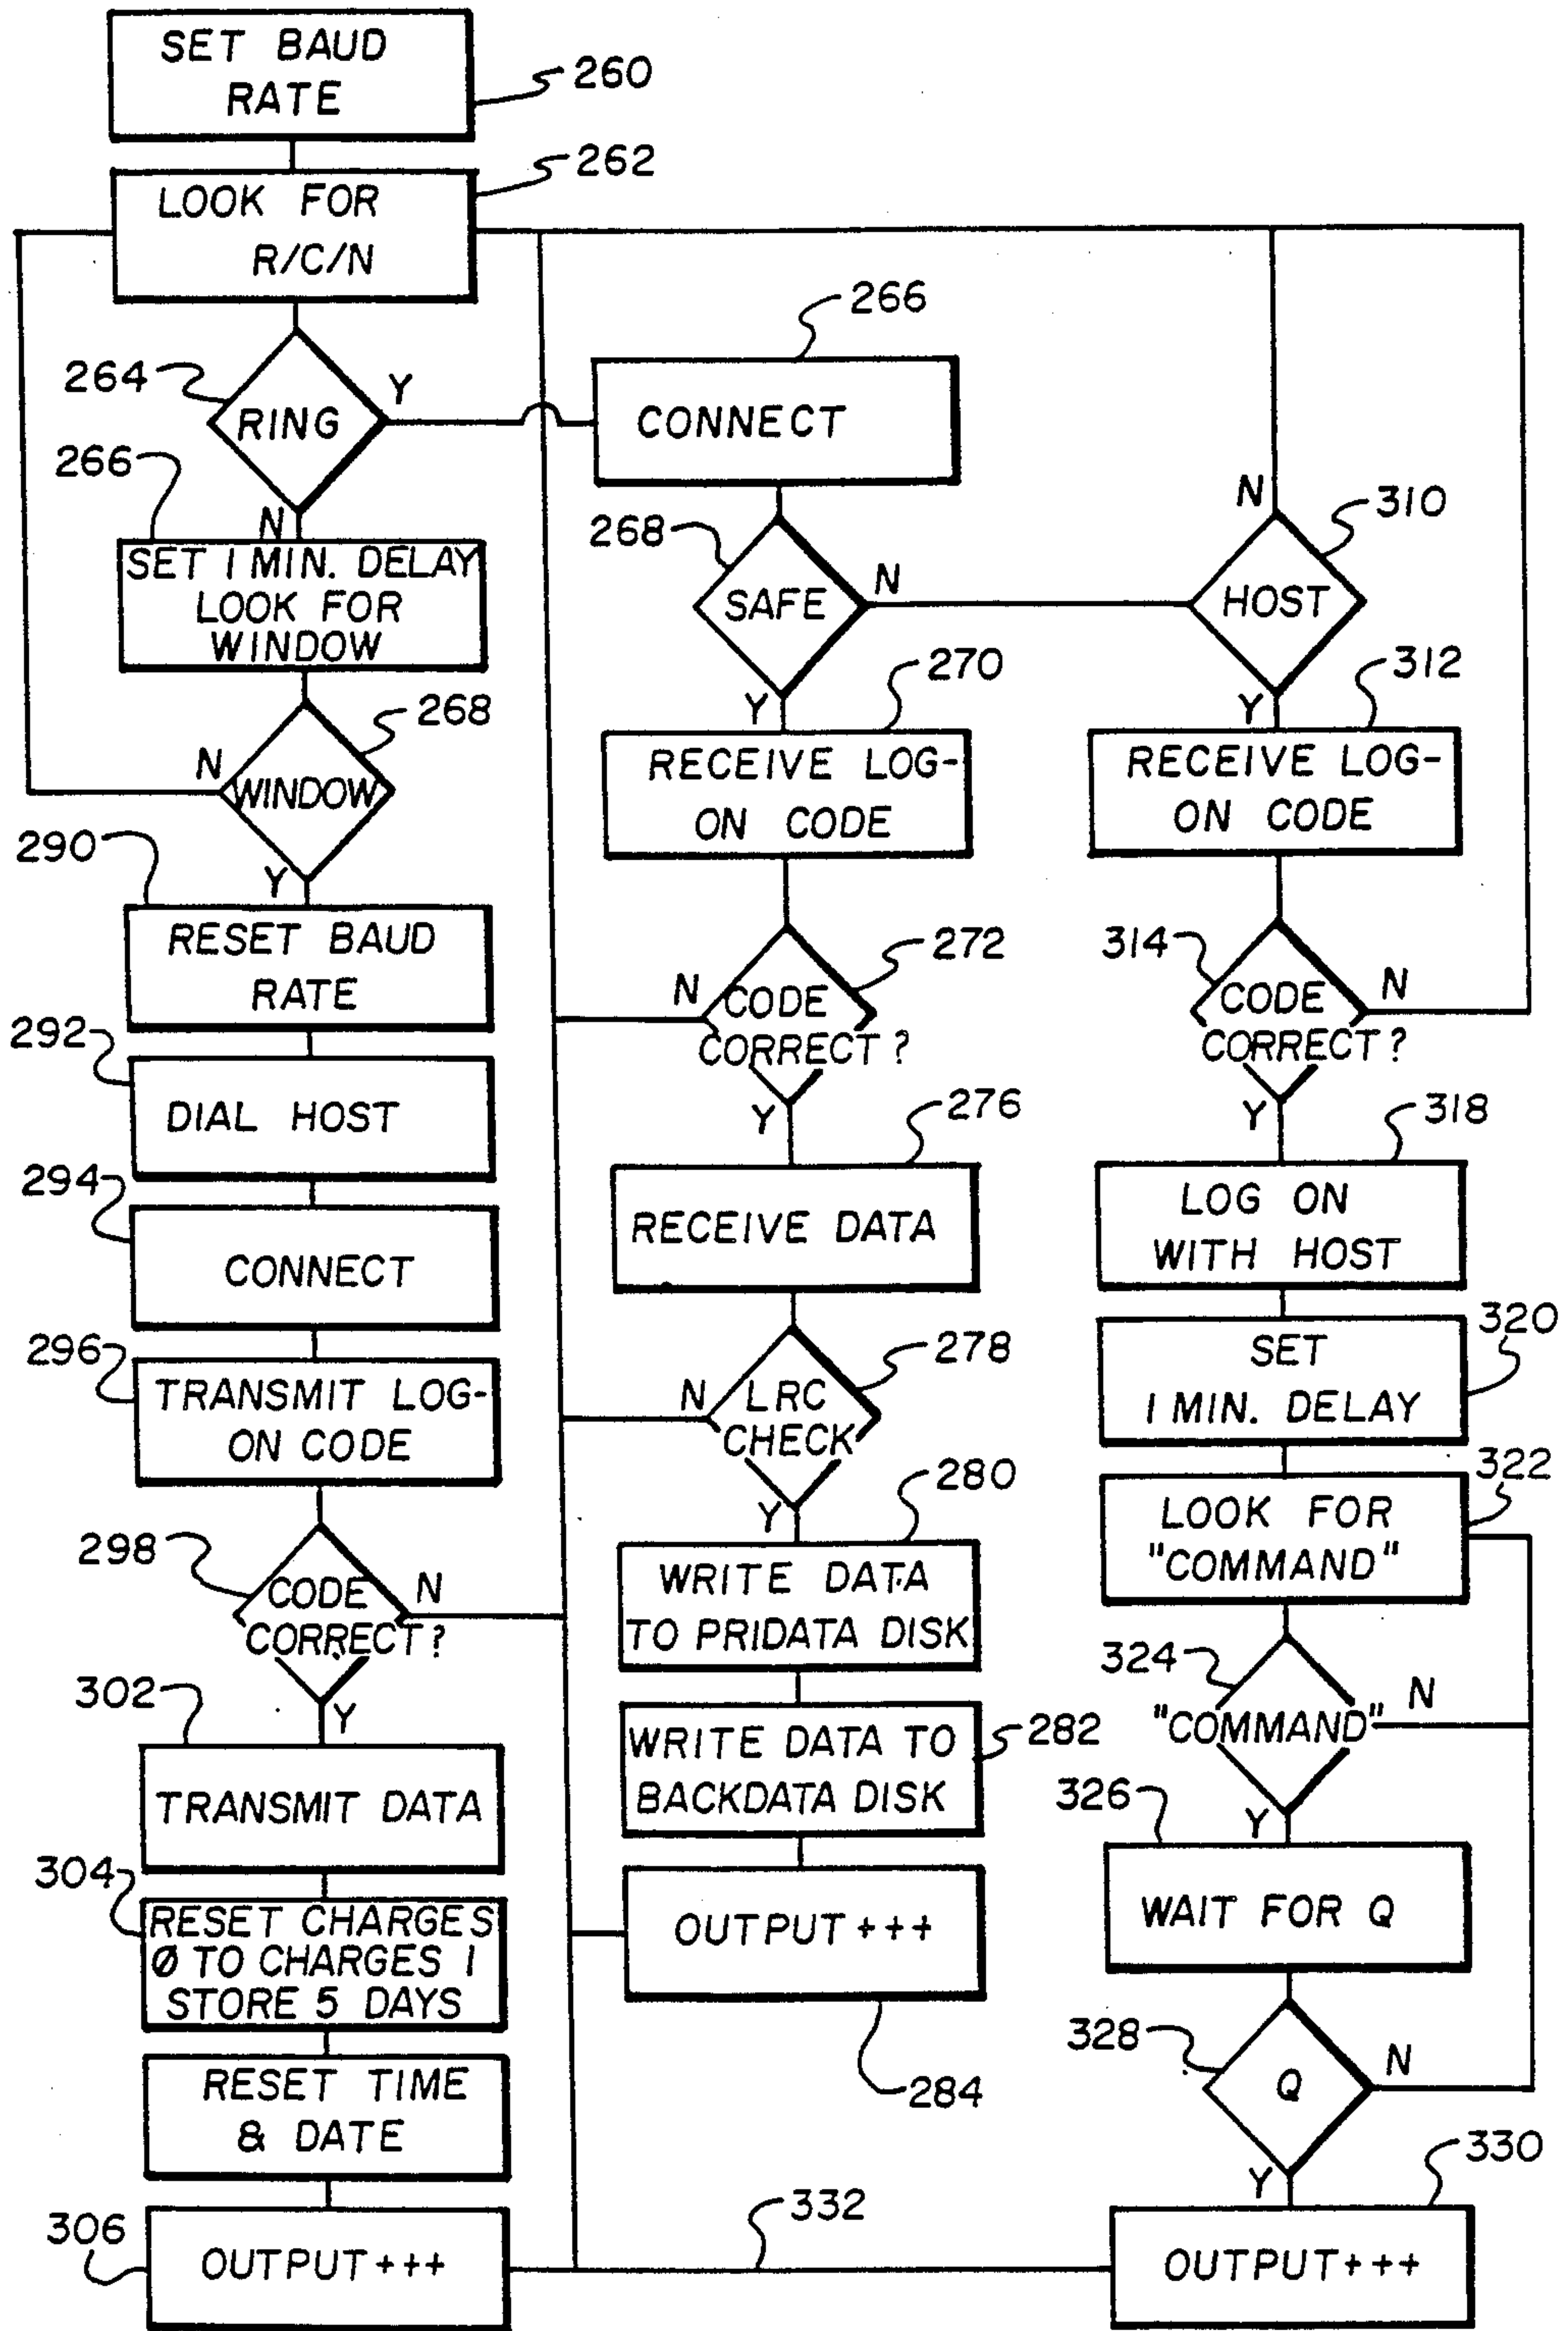 SET BAUD
RATE
260
LOOK FOR
R/C/N
262
264
RING
Y
N
266
CONNECT
266
SET 1 MIN. DELAY
LOOK FOR
WINDOW
268
WINDOW
N
Y
290
RESET BAUD
RATE
292
DIAL HOST
294
CONNECT
296
TRANSMIT LOG-
ON CODE
298
CODE
CORRECT?
N
Y
302
TRANSMIT DATA
304
RESET CHARGES
Ø TO CHARGES 1
STORE 5 DAYS
RESET TIME
& DATE
306
OUTPUT+++
268
SAFE
N
Y
270
RECEIVE LOG-
ON CODE
272
N
CODE
CORRECT?
Y
276
RECEIVE DATA
278
N
LRC
CHECK
Y
280
WRITE DATA
TO PRIDATA DISK
282
WRITE DATA TO
BACKDATA DISK
OUTPUT+++
284
332
N
310
HOST
Y
312
RECEIVE LOG-
ON CODE
314
CODE
CORRECT?
N
Y
318
LOG ON
WITH HOST
320
SET
1 MIN. DELAY
322
LOOK FOR
"COMMAND"
324
"COMMAND"
N
Y
326
WAIT FOR Q
328
Q
N
Y
330
OUTPUT+++